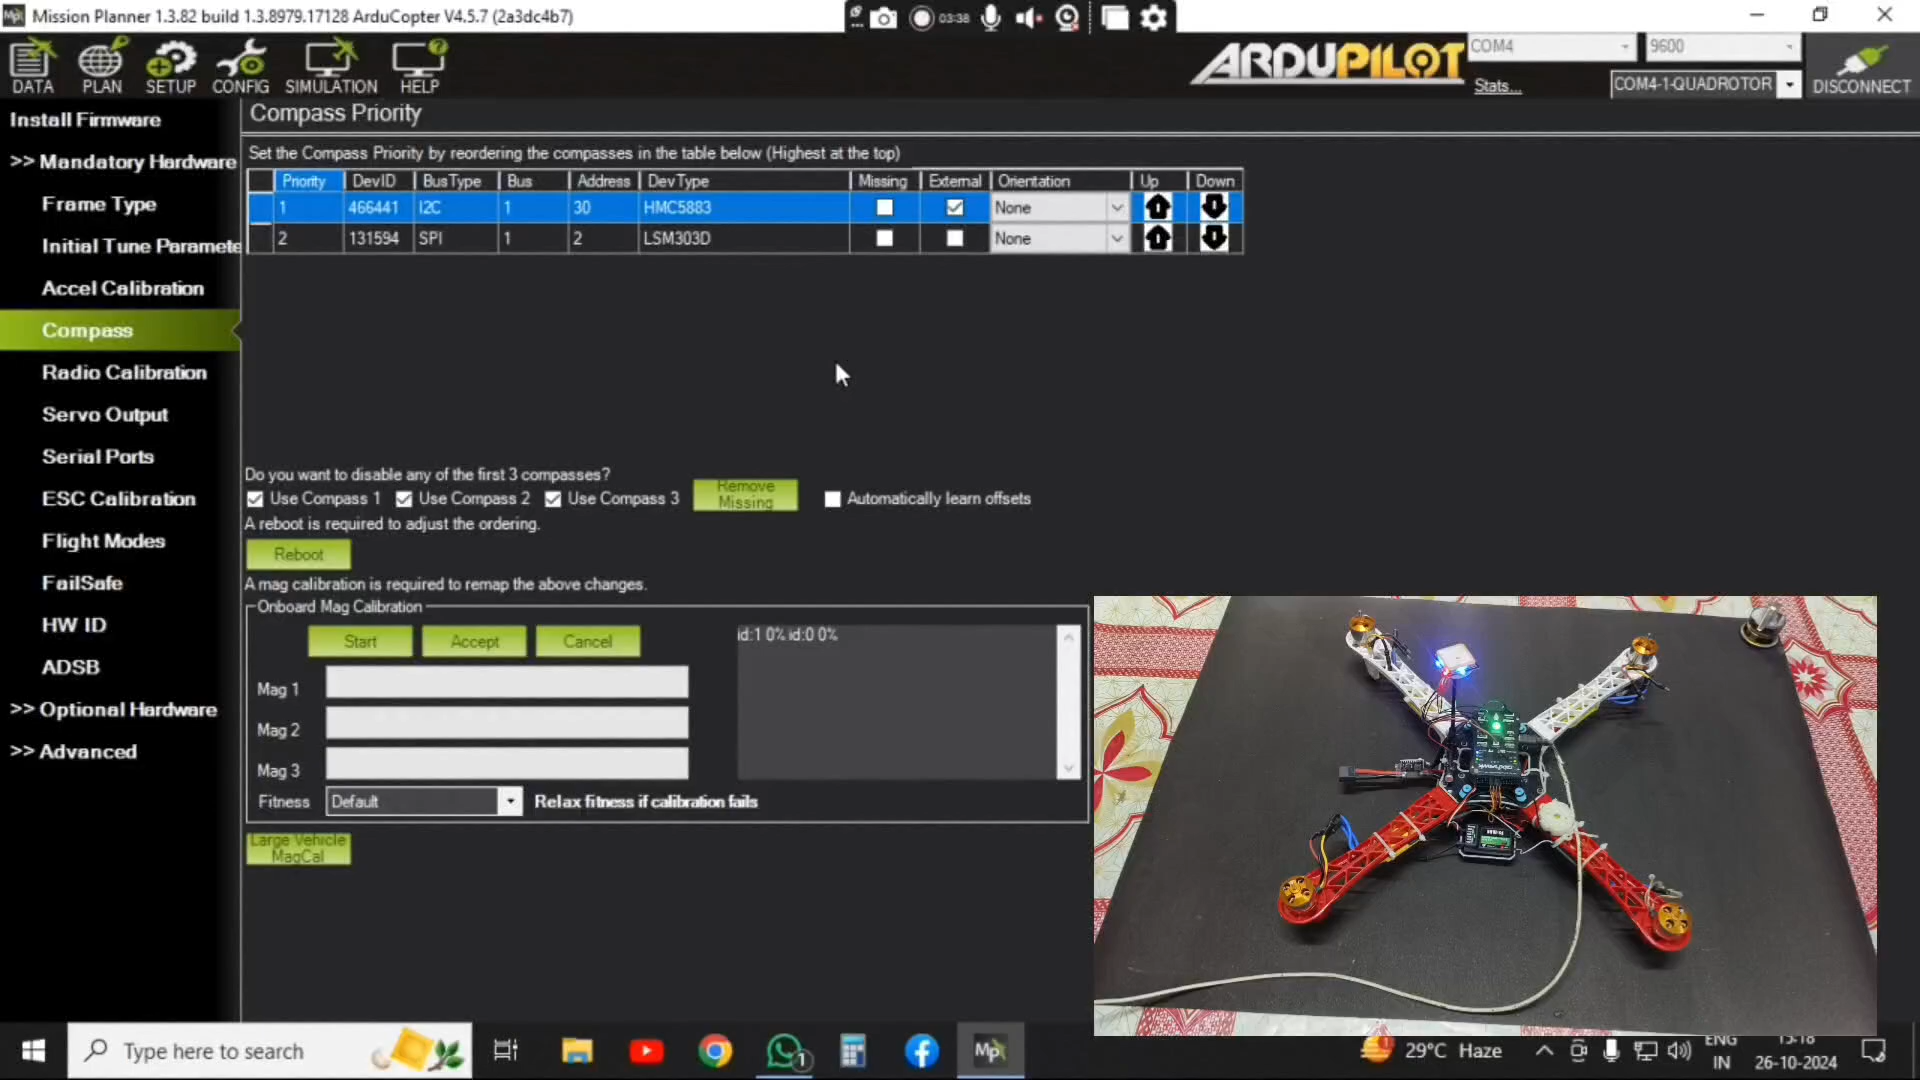 Mission Planner 1.3.82 build 1.3.8979.17128 ArduCopter V4.5.7 (2a3dc4b7)
03:38
DATA PLAN SETUP CONFIG SIMULATION HELP
ARDUPILOT
COM4 9600
Stats... COM4-1-QUADROTOR DISCONNECT
Install Firmware
>> Mandatory Hardware
Frame Type
Initial Tune Paramete
Accel Calibration
Compass
Radio Calibration
Servo Output
Serial Ports
ESC Calibration
Flight Modes
FailSafe
HW ID
ADSB
>> Optional Hardware
>> Advanced
Compass Priority
Set the Compass Priority by reordering the compasses in the table below (Highest at the top)
Priority DevID BusType Bus Address DevType Missing External Orientation Up Down
1 466441 I2C 1 30 HMC5883 None
2 131594 SPI 1 2 LSM303D None
Do you want to disable any of the first 3 compasses?
Use Compass 1 Use Compass 2 Use Compass 3 Remove Missing Automatically learn offsets
A reboot is required to adjust the ordering.
Reboot
A mag calibration is required to remap the above changes.
Onboard Mag Calibration
Start Accept Cancel
id:1 0% id:0 0%
Mag 1
Mag 2
Mag 3
Fitness Default Relax fitness if calibration fails
Large Vehicle MagCal
Type here to search
1
29°C Haze
ENG
IN
26-10-2024